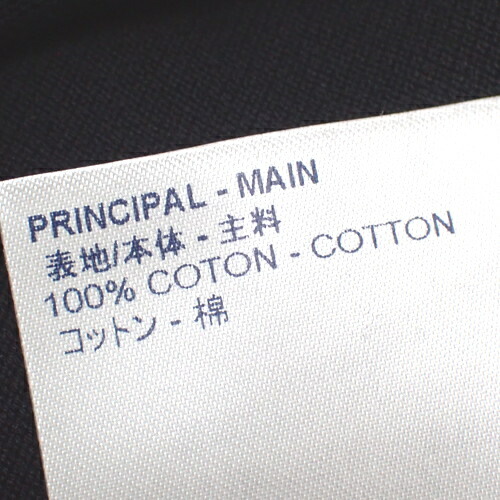 PRINCIPAL - MAIN
表地/本体 - 主料
100% COTON - COTTON
コットン - 棉